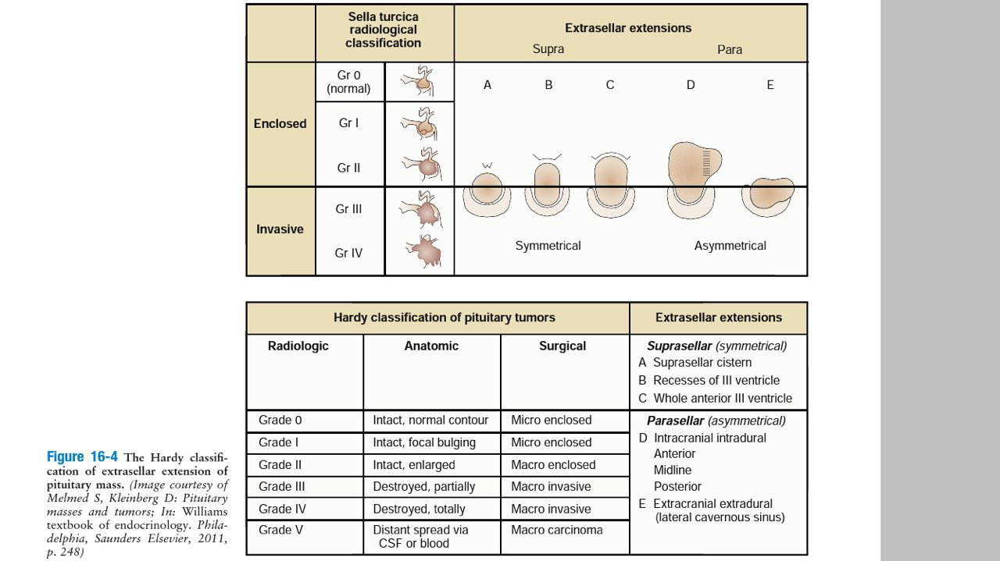 Sella turcica
radiological
classification
Extrasellar extensions
Supra
Para
Enclosed
Gr 0
(normal)
A
B
C
D
E
Gr I
Gr II
Invasive
Gr III
Gr IV
Symmetrical
Asymmetrical
Hardy classification of pituitary tumors
Extrasellar extensions
Radiologic
Anatomic
Surgical
Suprasellar (symmetrical)
A Suprasellar cistern
B Recesses of III ventricle
C Whole anterior III ventricle
Grade 0
Intact, normal contour
Micro enclosed
Grade I
Intact, focal bulging
Micro enclosed
Grade II
Intact, enlarged
Macro enclosed
Grade III
Destroyed, partially
Macro invasive
Grade IV
Destroyed, totally
Macro invasive
Grade V
Distant spread via
CSF or blood
Macro carcinoma
Parasellar (asymmetrical)
D Intracranial intradural
Anterior
Midline
Posterior
E Extracranial extradural
(lateral cavernous sinus)
Figure 16-4 The Hardy classifi-
cation of extrasellar extension of
pituitary mass. (Image courtesy of
Melmed S, Kleinberg D: Pituitary
masses and tumors; In: Williams
textbook of endocrinology. Phila-
delphia, Saunders Elsevier, 2011,
p. 248)